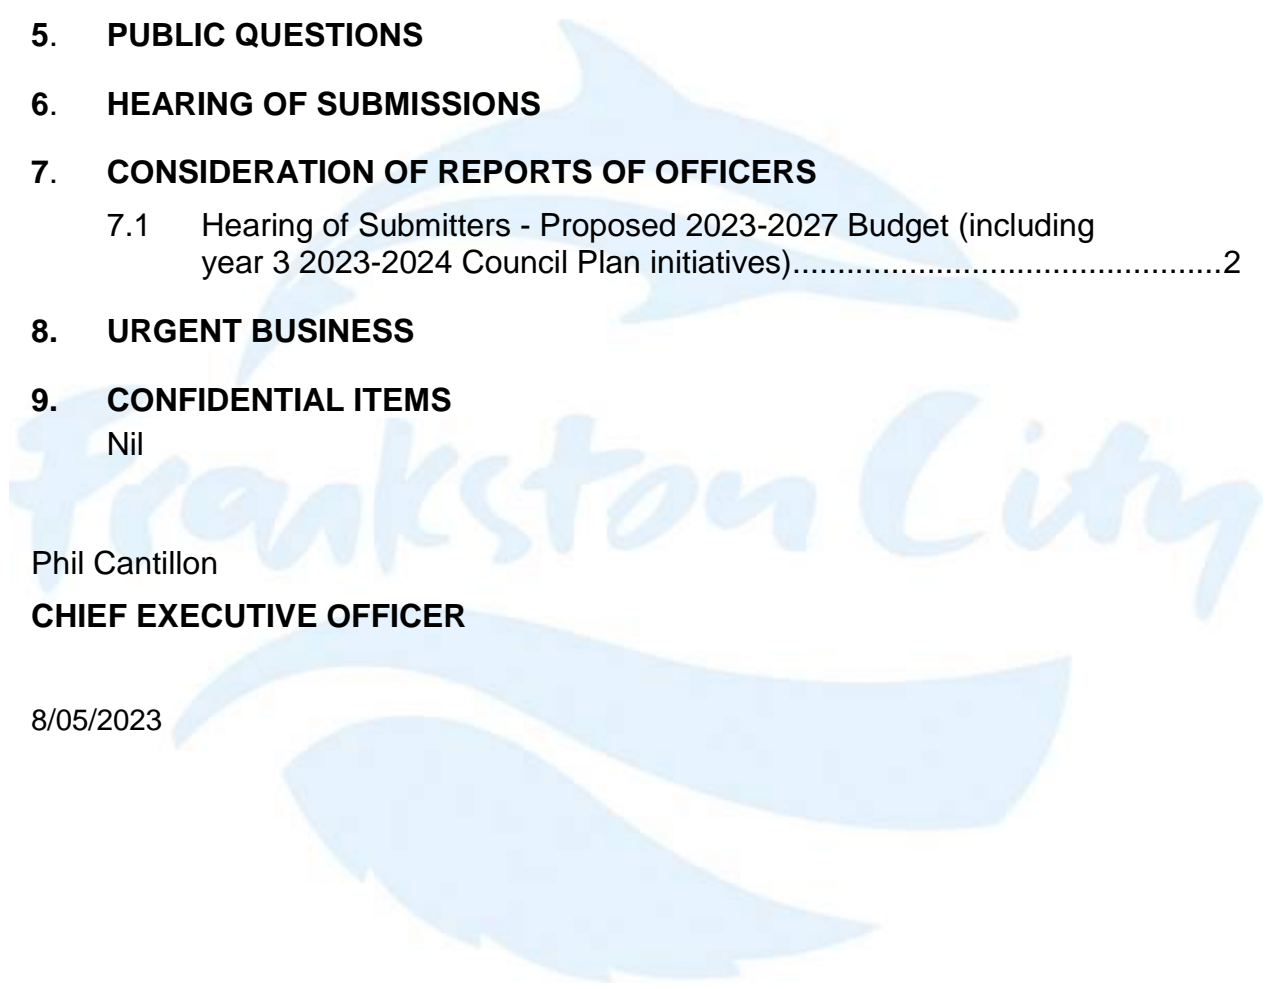 5. PUBLIC QUESTIONS
6. HEARING OF SUBMISSIONS
7. CONSIDERATION OF REPORTS OF OFFICERS
7.1 Hearing of Submitters - Proposed 2023-2027 Budget (including
year 3 2023-2024 Council Plan initiatives)................................................2
8. URGENT BUSINESS
9. CONFIDENTIAL ITEMS
Nil
Frankston City
Phil Cantillon
CHIEF EXECUTIVE OFFICER
8/05/2023